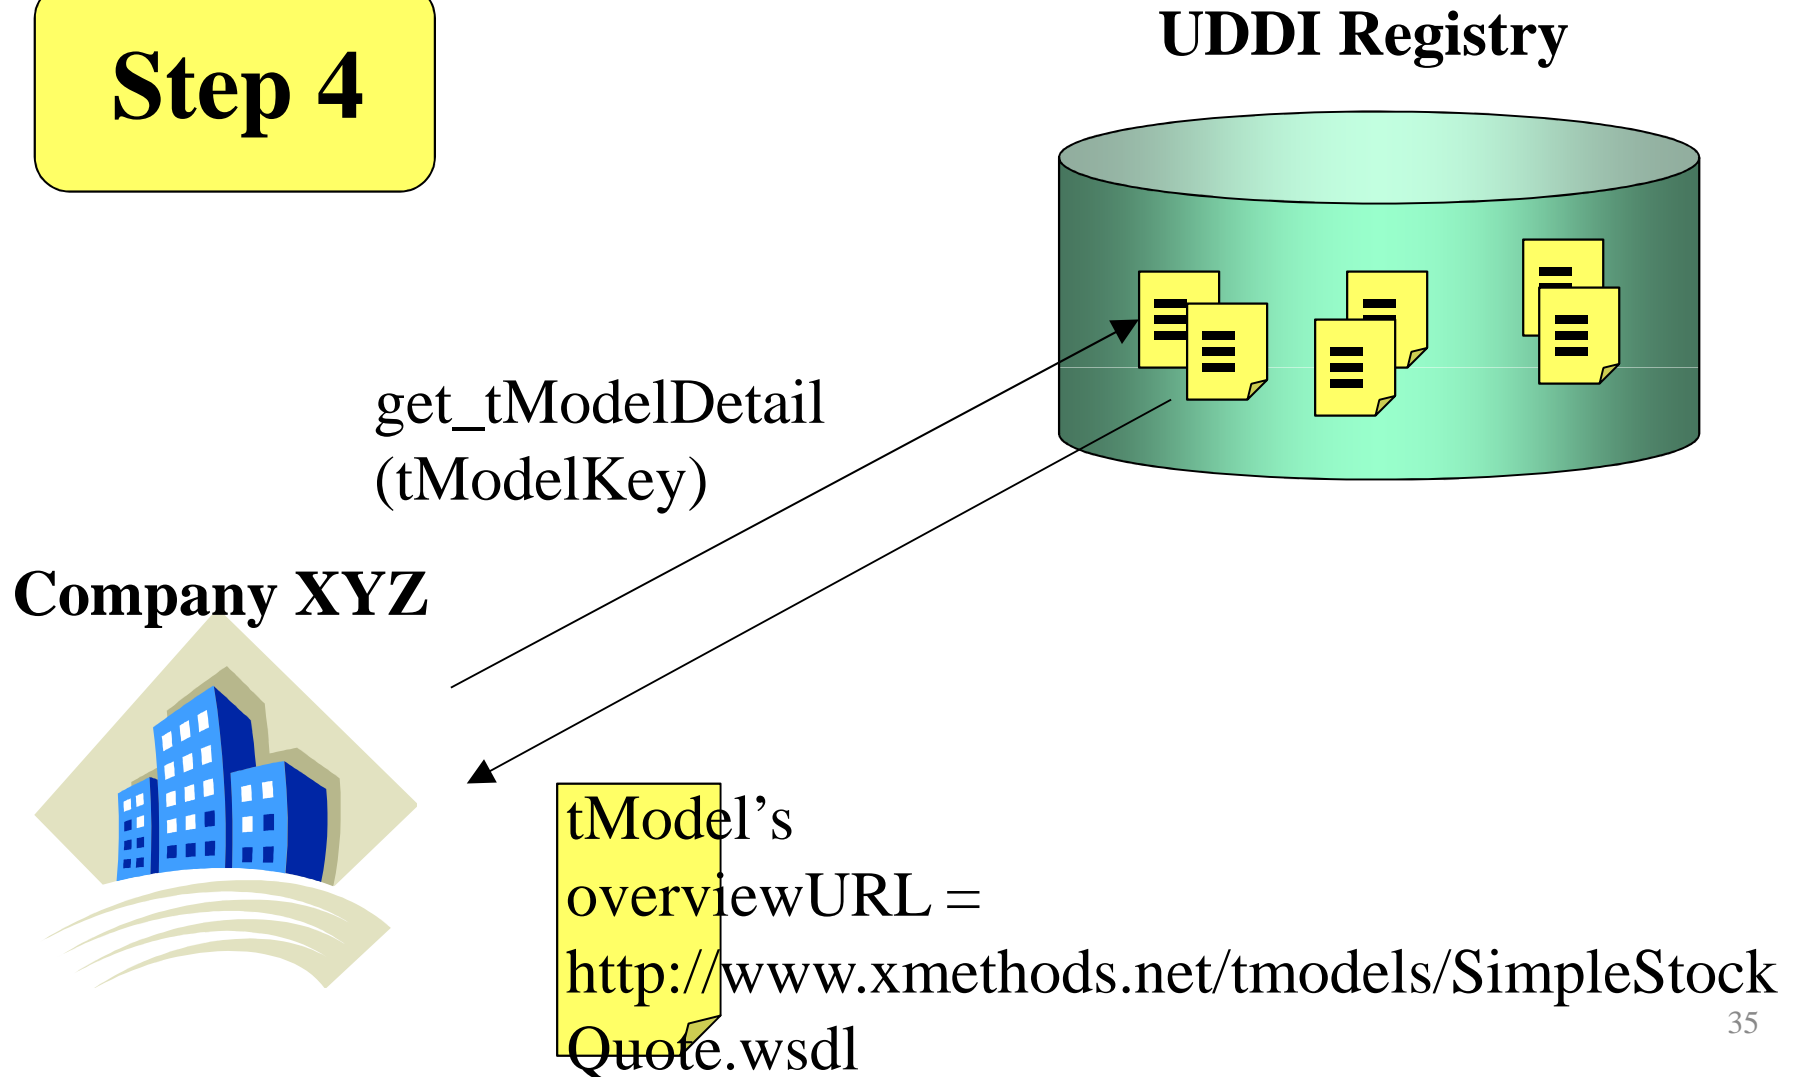 Step 4
UDDI Registry
get_tModelDetail
(tModelKey)
Company XYZ
tModel’s
overviewURL =
http://www.xmethods.net/tmodels/SimpleStock
Quote.wsdl
35